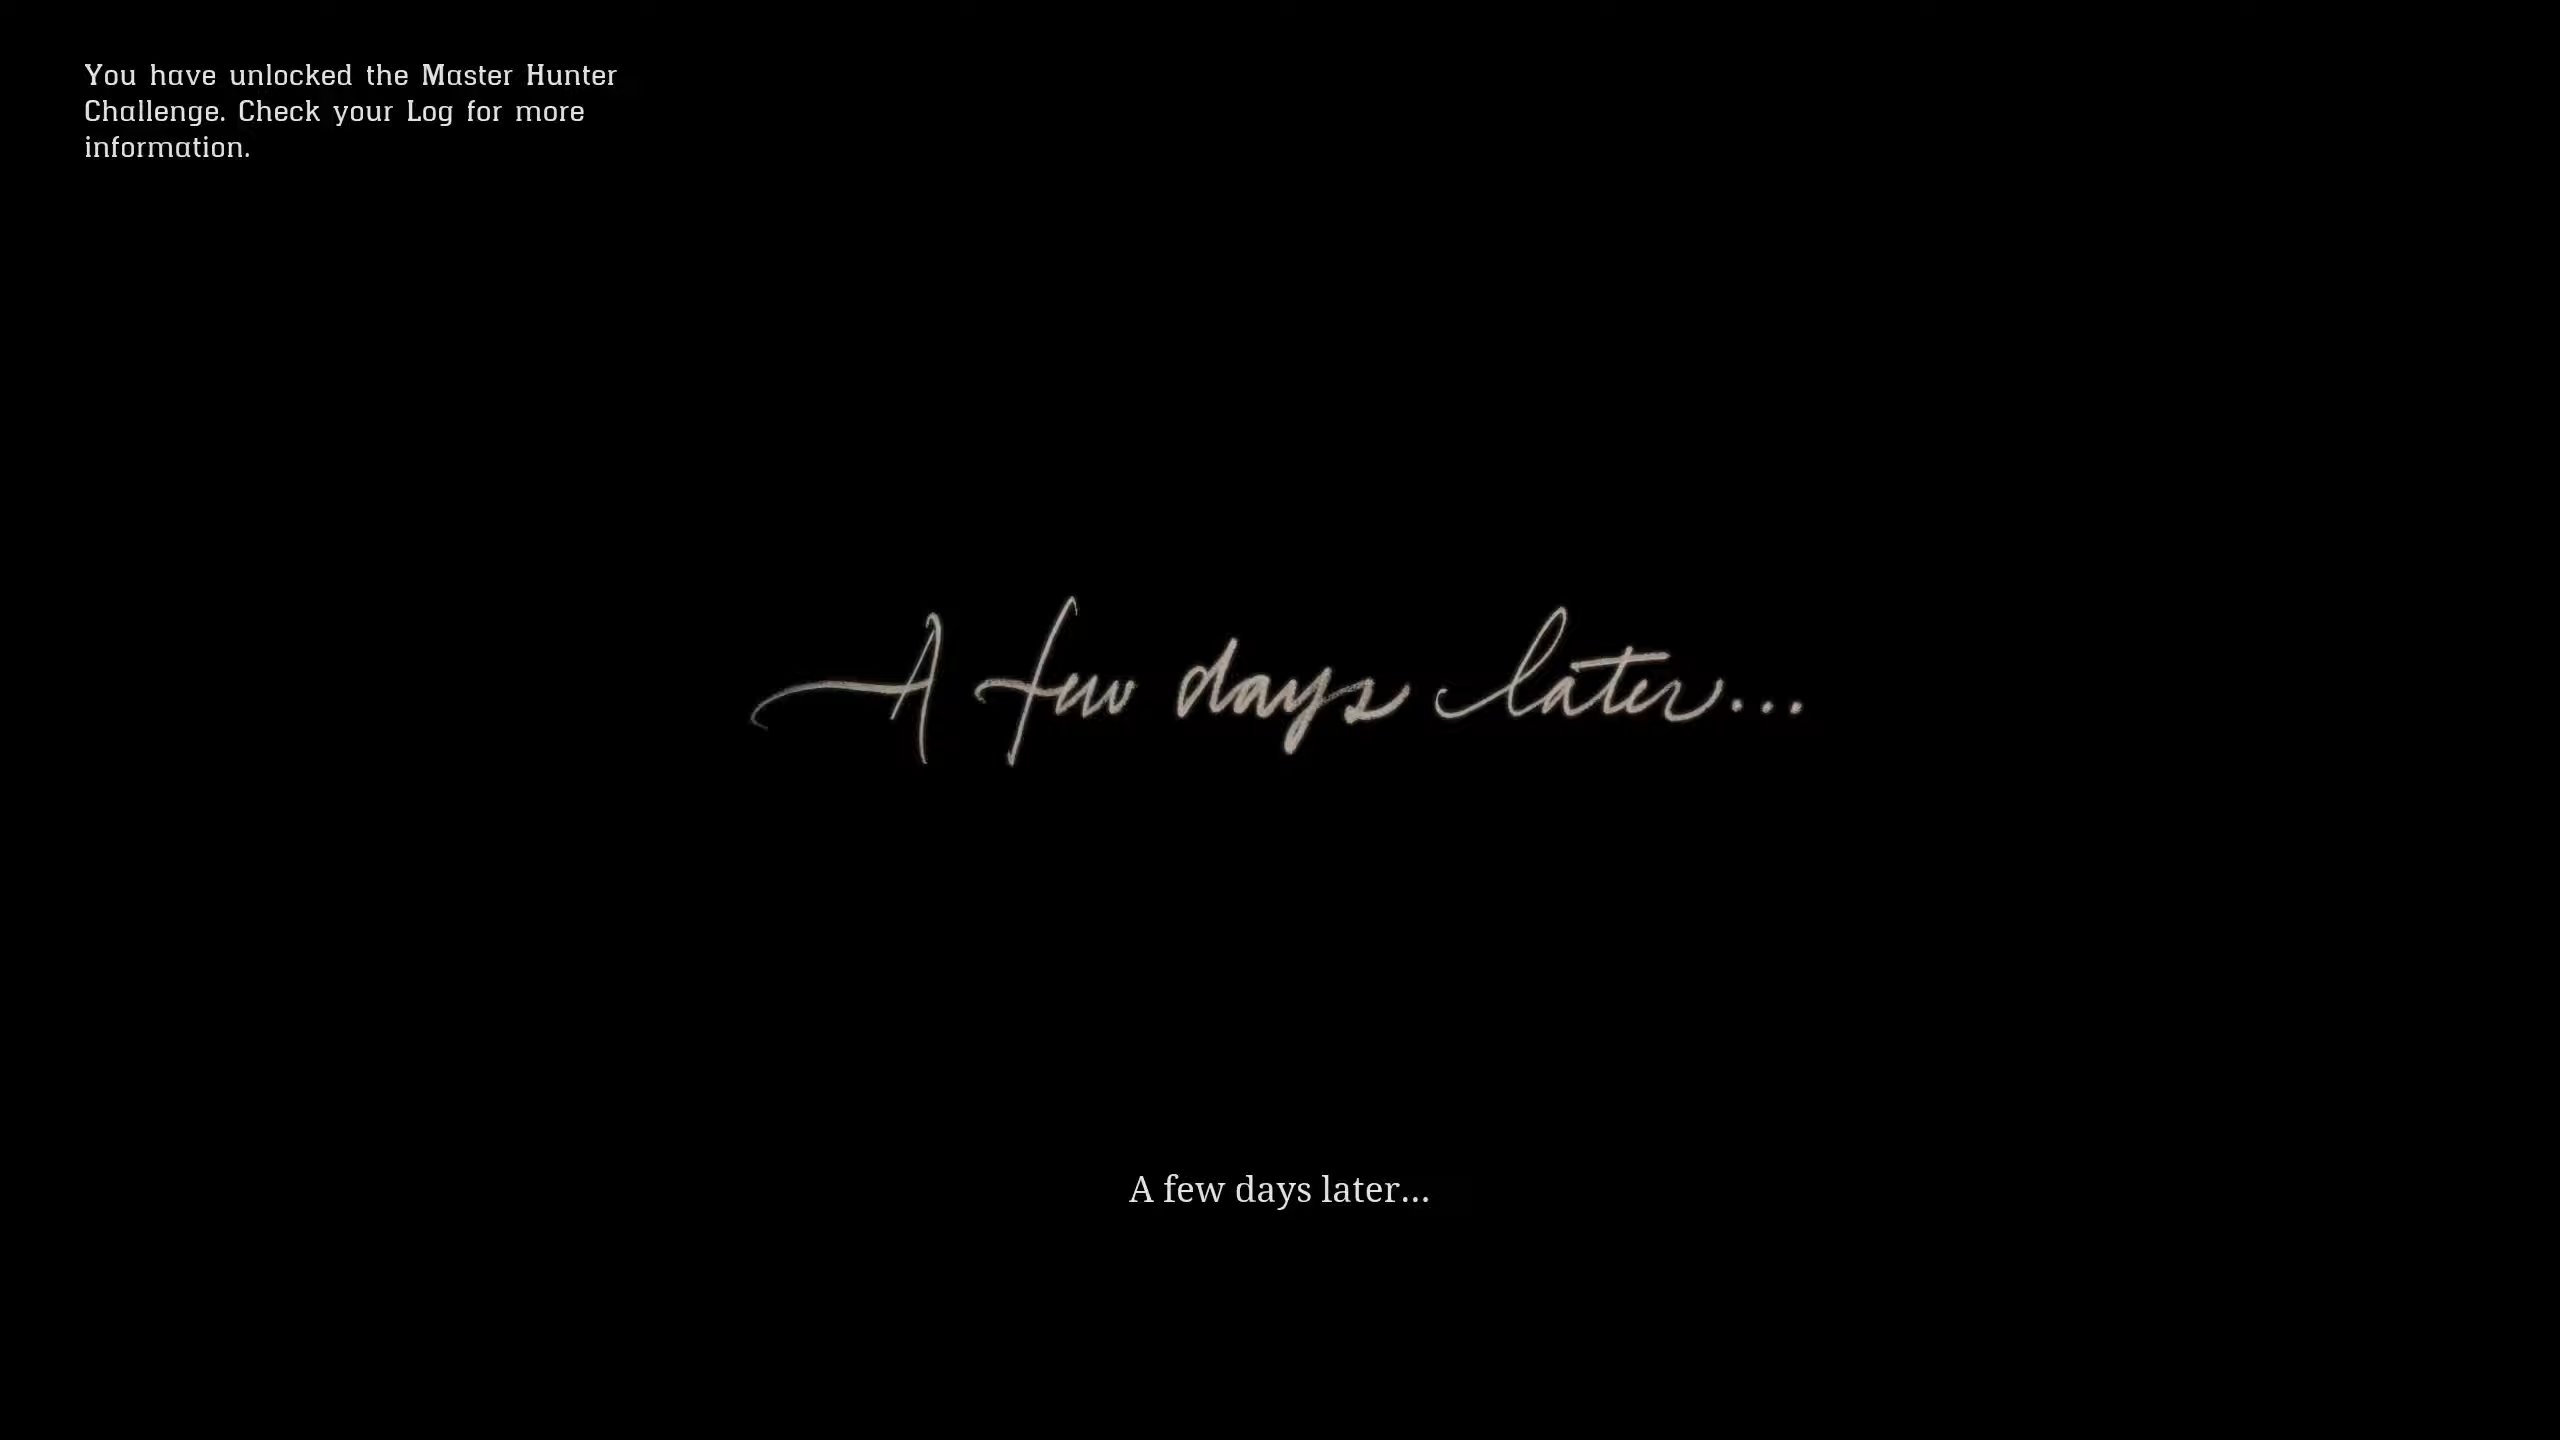 You have unlocked the Master Hunter
Challenge. Check your Log for more
information.
A few days later...
A few days later...